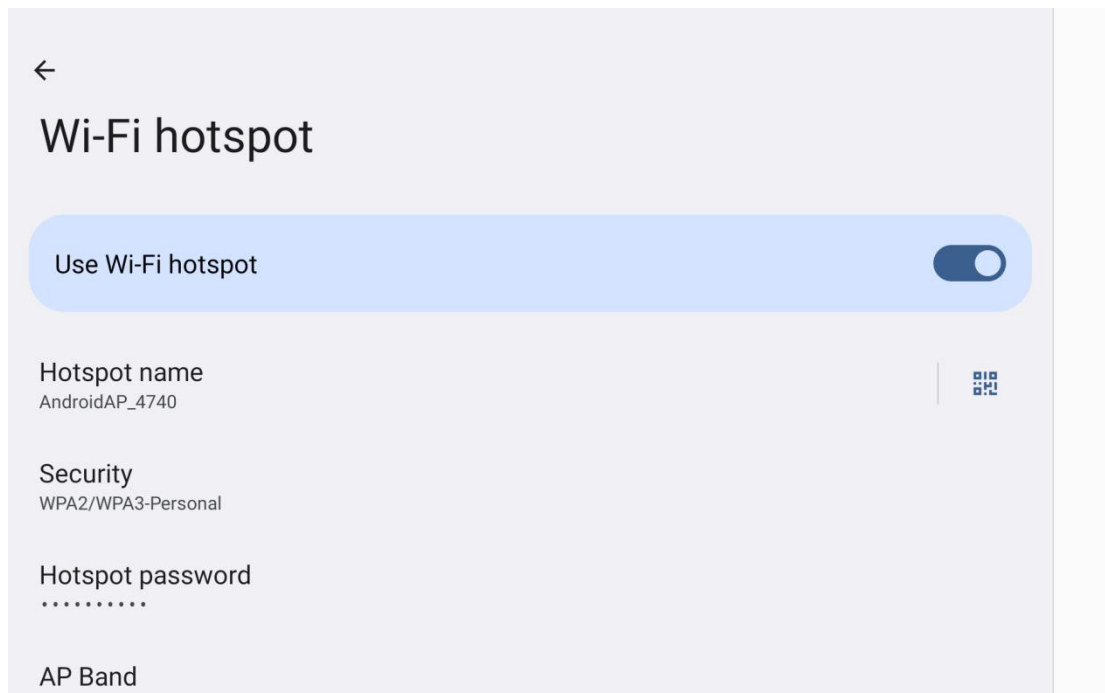 Wi-Fi hotspot
Use Wi-Fi hotspot
Hotspot name
AndroidAP_4740
Security
WPA2/WPA3-Personal
Hotspot password
··········
AP Band